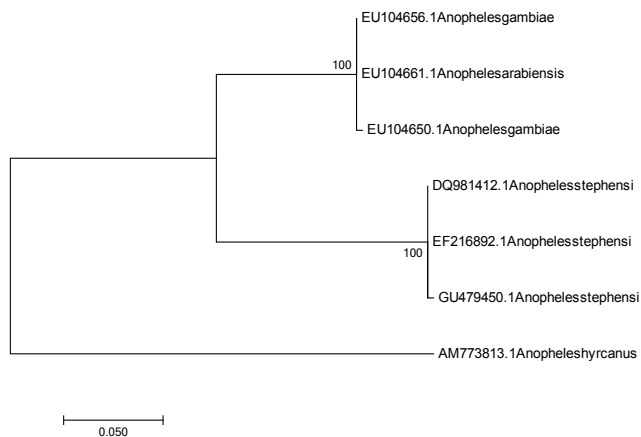 EU104656.1Anophelesgambiae
100
EU104661.1Anophelesarabiensis
EU104650.1Anophelesgambiae
DQ981412.1Anophelesstephensi
EF216892.1Anophelesstephensi
100
GU479450.1Anophelesstephensi
AM773813.1Anopheleshyrcanus
0.050